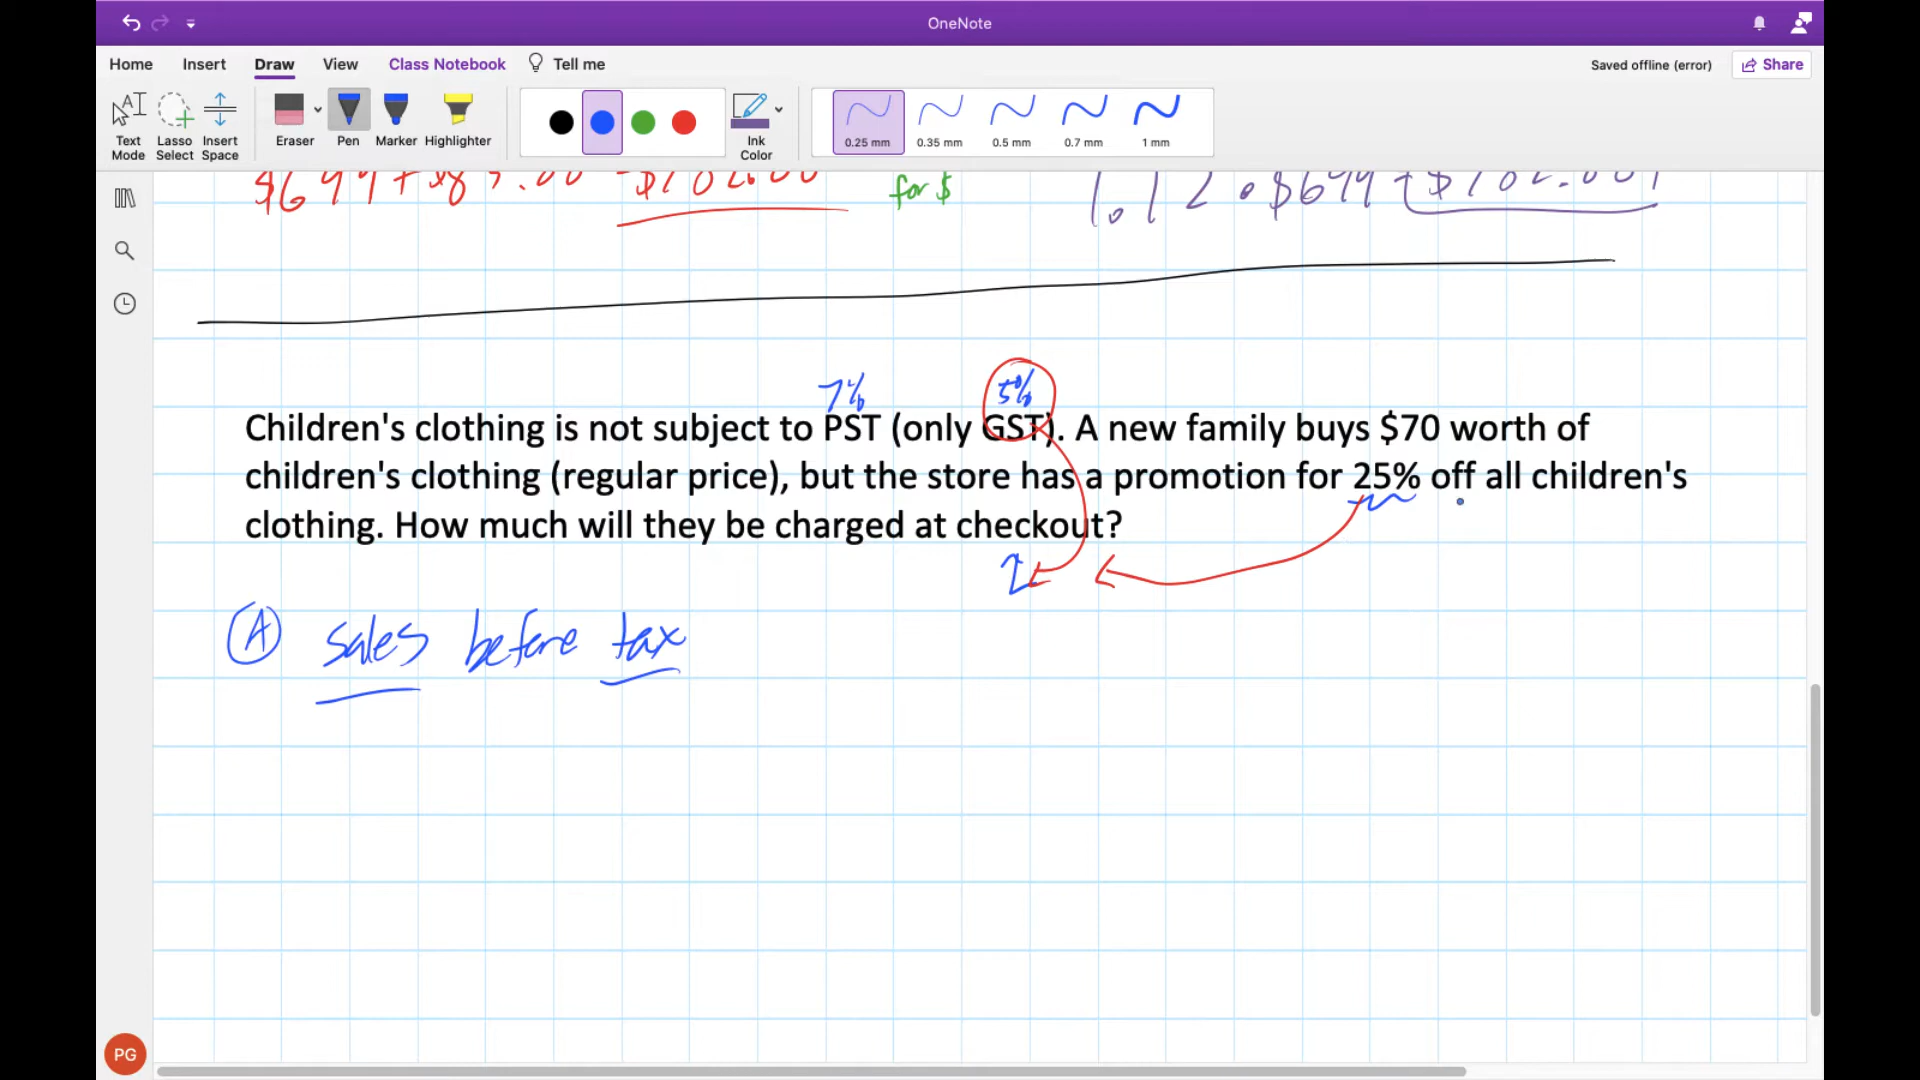 OneNote
Home Insert Draw View Class Notebook Tell me
Saved offline (error) Share
Text Mode Lasso Select Insert Space Eraser Pen Marker Highlighter Ink Color 0.25 mm 0.35 mm 0.5 mm 0.7 mm 1 mm
for $
1.12 • $699
7% 5%
Children's clothing is not subject to PST (only GST). A new family buys $70 worth of
children's clothing (regular price), but the store has a promotion for 25% off all children's
clothing. How much will they be charged at checkout?
A sales before tax
PG